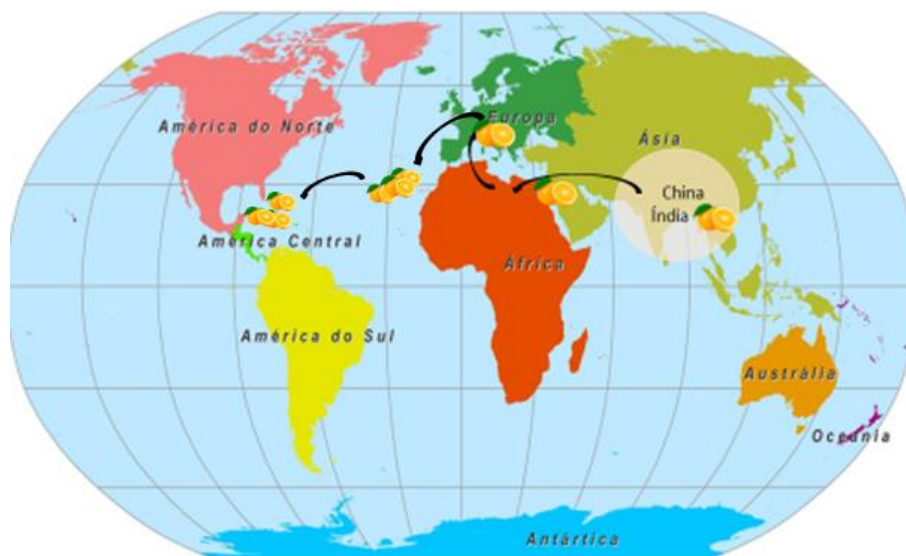 Europa
América do Norte
Ásia
China
Índia
América Central
África
América do Sul
Austrália
Oceania
Antártica